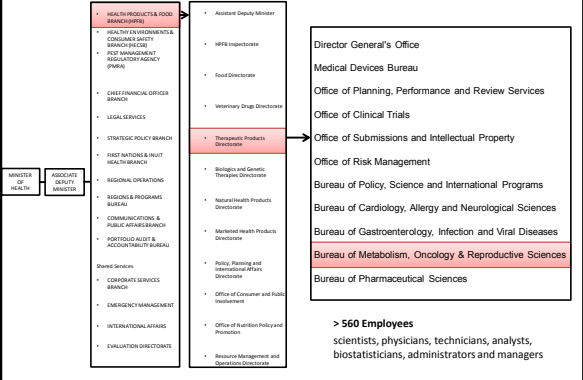 MINISTER
OF
HEALTH
ASSOCIATE
DEPUTY
MINISTER
• HEALTH PRODUCTS & FOOD
BRANCH (HPFB)
• HEALTHY ENVIRONMENTS &
CONSUMER SAFETY
BRANCH (HECSB)
• PEST MANAGEMENT
REGULATORY AGENCY
(PMRA)
• CHIEF FINANCIAL OFFICER
BRANCH
• LEGAL SERVICES
• STRATEGIC POLICY BRANCH
• FIRST NATIONS & INUIT
HEALTH BRANCH
• REGIONAL OPERATIONS
• REGIONS & PROGRAMS
BUREAU
• COMMUNICATIONS &
PUBLIC AFFAIRS BRANCH
• PORTFOLIO AUDIT &
ACCOUNTABILITY BUREAU
Shared Services
• CORPORATE SERVICES
BRANCH
• EMERGENCY MANAGEMENT
• INTERNATIONAL AFFAIRS
• EVALUATION DIRECTORATE
• Assistant Deputy Minister
• HPFB Inspectorate
• Food Directorate
• Veterinary Drugs Directorate
• Therapeutic Products
Directorate
• Biologics and Genetic
Therapies Directorate
• Natural Health Products
Directorate
• Marketed Health Products
Directorate
• Policy, Planning and
International Affairs
Directorate
• Office of Consumer and Public
Involvement
• Office of Nutrition Policy and
Promotion
• Resource Management and
Operations Directorate
Director General's Office
Medical Devices Bureau
Office of Planning, Performance and Review Services
Office of Clinical Trials
Office of Submissions and Intellectual Property
Office of Risk Management
Bureau of Policy, Science and International Programs
Bureau of Cardiology, Allergy and Neurological Sciences
Bureau of Gastroenterology, Infection and Viral Diseases
Bureau of Metabolism, Oncology & Reproductive Sciences
Bureau of Pharmaceutical Sciences
> 560 Employees
scientists, physicians, technicians, analysts,
biostatisticians, administrators and managers